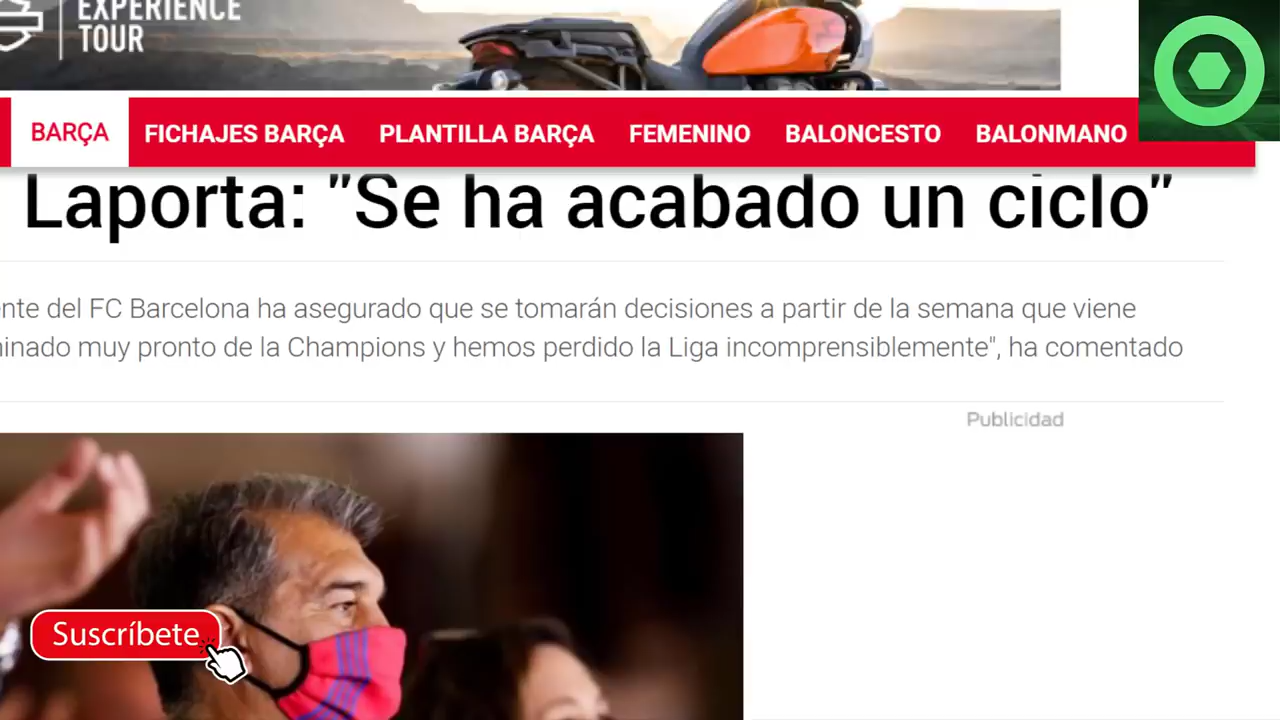 EXPERIENCE
TOUR
BARÇA FICHAJES BARÇA PLANTILLA BARÇA FEMENINO BALONCESTO BALONMANO
Laporta: "Se ha acabado un ciclo"
nte del FC Barcelona ha asegurado que se tomarán decisiones a partir de la semana que viene
inado muy pronto de la Champions y hemos perdido la Liga incomprensiblemente", ha comentado
Publicidad
Suscríbete